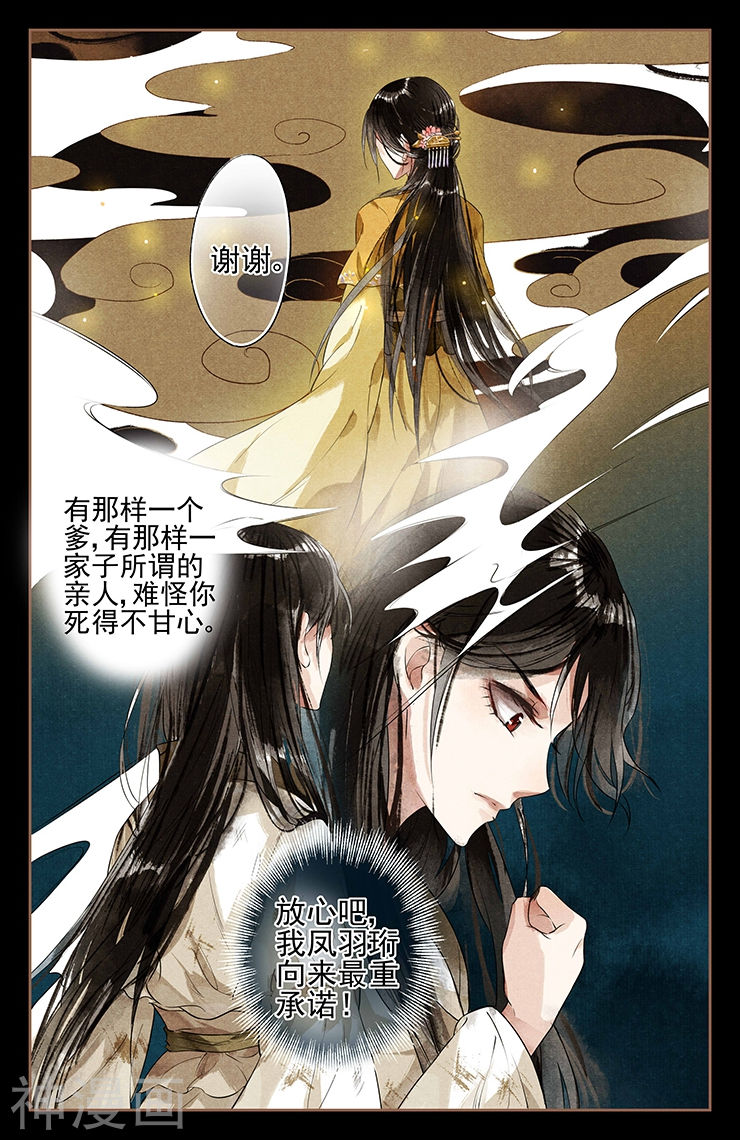 谢谢。
有那样一个
爹,有那样一
家子所谓的
亲人,难怪你
死得不甘心。
放心吧,
我凤羽珩
向来最重
承诺!
神漫画